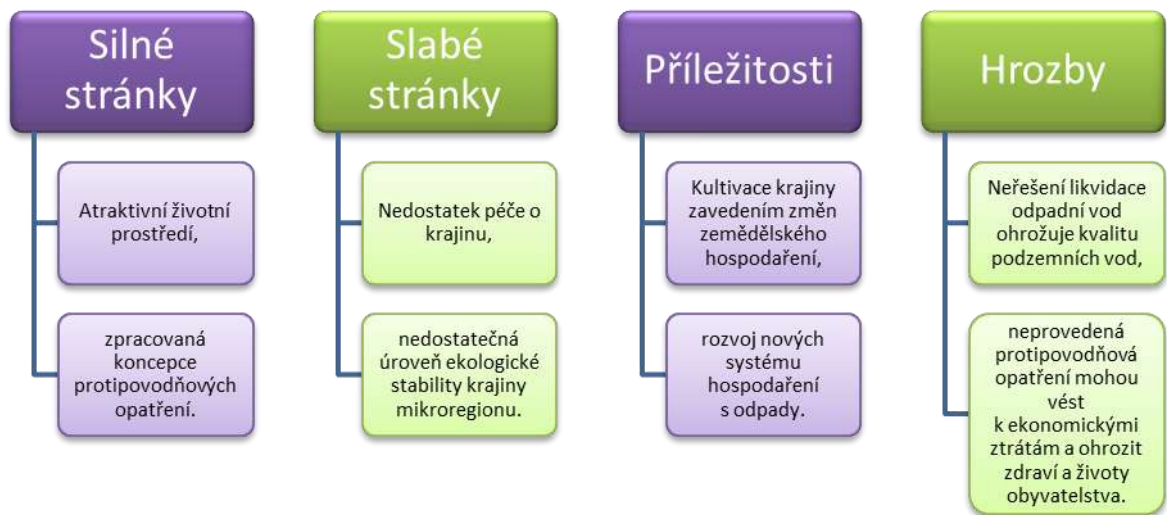 Silné
stránky
Atraktivní životní
prostředí,
zpracovaná
koncepce
protipovodňových
opatření.
Slabé
stránky
Nedostatek péče o
krajinu,
nedostatečná
úroveň ekologické
stability krajiny
mikroregionu.
Příležitosti
Kultivace krajiny
zavedením změn
zemědělského
hospodaření,
rozvoj nových
systému
hospodaření
s odpady.
Hrozby
Neřešení likvidace
odpadní vod
ohrožuje kvalitu
podzemních vod,
neprovedená
protipovodňová
opatření mohou
vést
k ekonomickými
ztrátám a ohrozit
zdraví a životy
obyvatelstva.